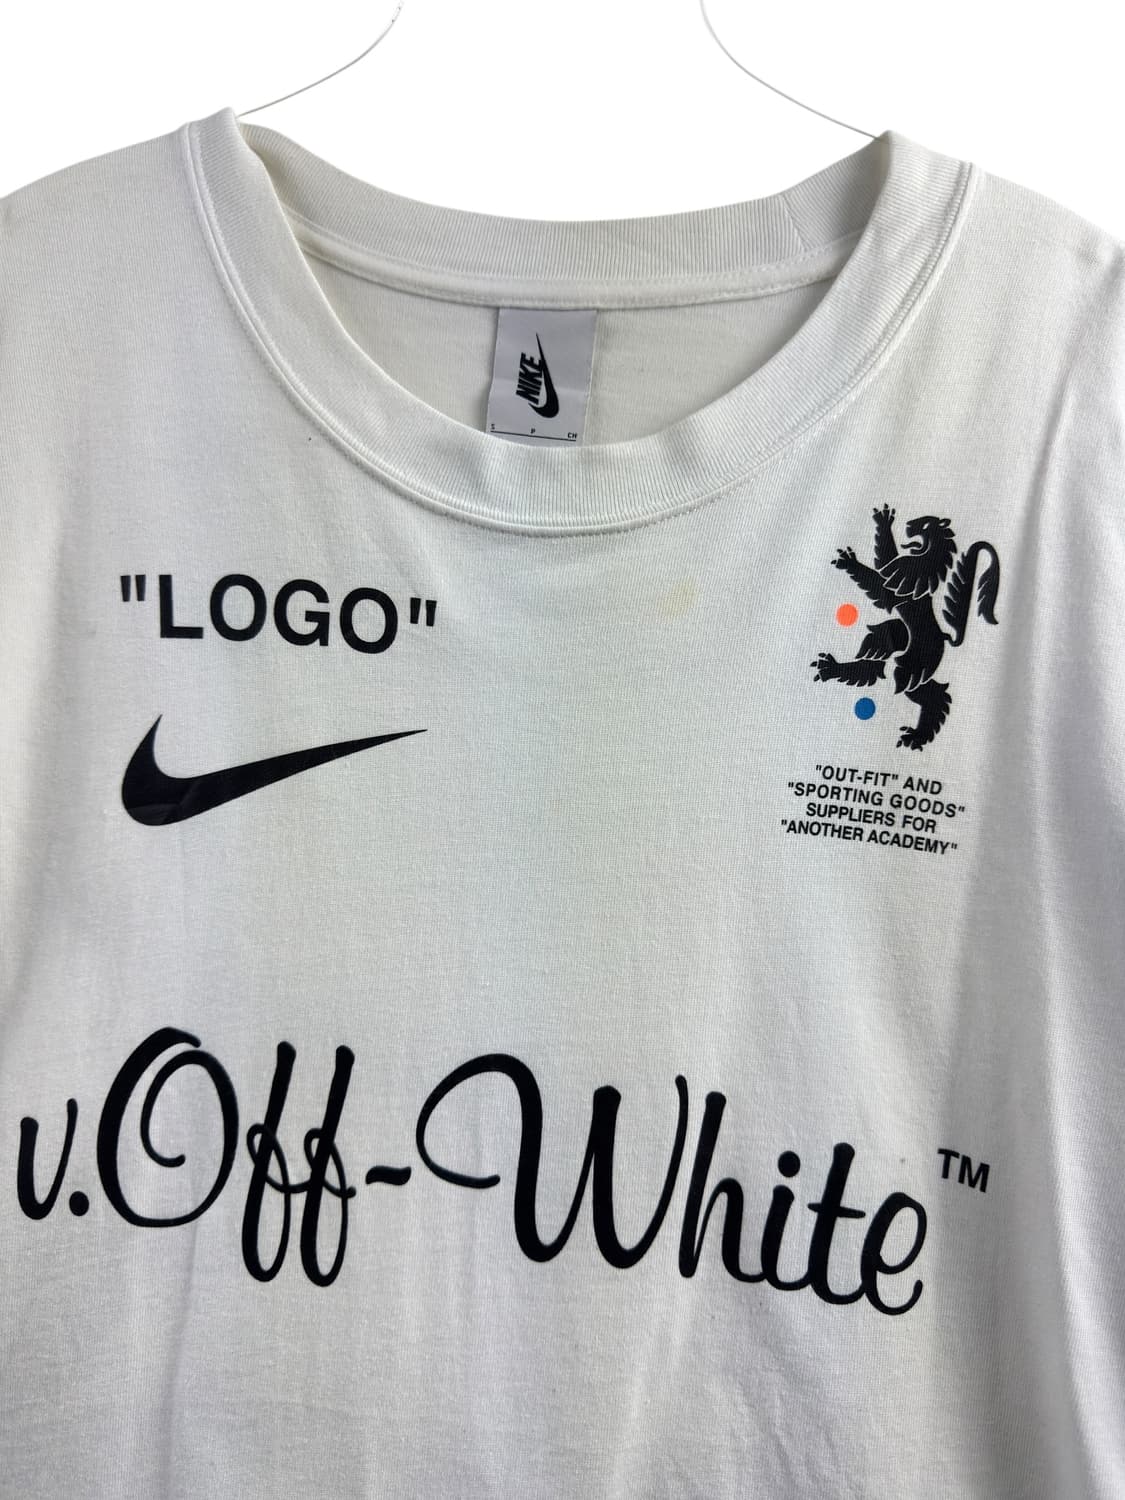 NIKE
S P CH
"LOGO"
"OUT-FIT" AND
"SPORTING GOODS"
SUPPLIERS FOR
"ANOTHER ACADEMY"
v.Off-White™